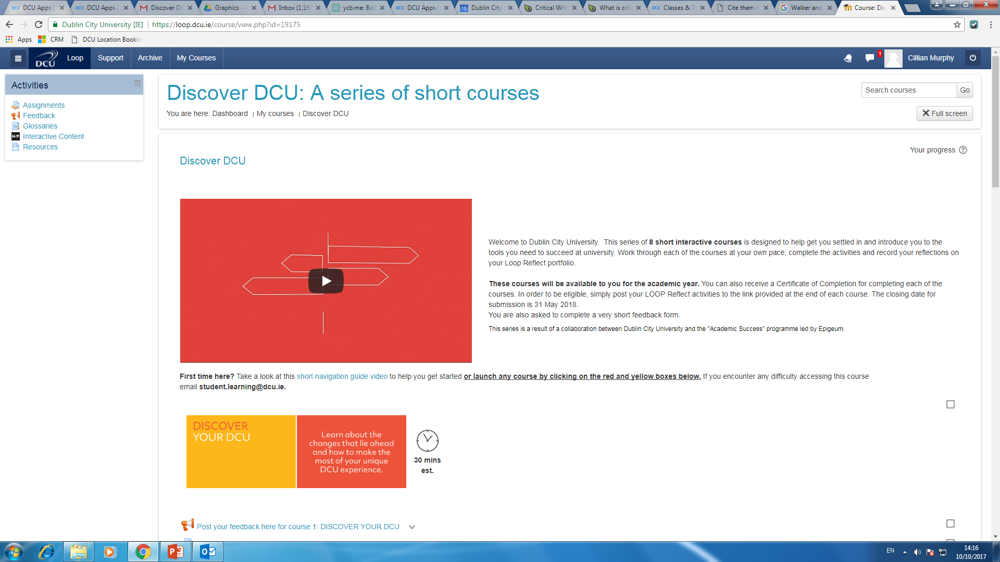 DCU Apps |
DCU Apps |
Discover DC
Graphics - G
Inbox (1,16
ycb.me: Boo
DCU Apps |
10 Dublin City
Critical Writ
What is crit
DCU Classes & T
Cite them r
Walker and
Course: Dis
Dublin City University [IE] | https://loop.dcu.ie/course/view.php?id=19175
Apps CRM DCU Location Bookin
DCU Loop Support Archive My Courses 1 Cillian Murphy
Activities
Assignments
Feedback
Glossaries
Interactive Content
Resources
Discover DCU: A series of short courses
Search courses Go
You are here: Dashboard | My courses | Discover DCU
Full screen
Your progress
Discover DCU
Welcome to Dublin City University. This series of 8 short interactive courses is designed to help get you settled in and introduce you to the
tools you need to succeed at university. Work through each of the courses at your own pace, complete the activities and record your reflections on
your Loop Reflect portfolio.
These courses will be available to you for the academic year. You can also receive a Certificate of Completion for completing each of the
courses. In order to be eligible, simply post your LOOP Reflect activities to the link provided at the end of each course. The closing date for
submission is 31 May 2018.
You are also asked to complete a very short feedback form.
This series is a result of a collaboration between Dublin City University and the "Academic Success" programme led by Epigeum.
First time here? Take a look at this short navigation guide video to help you get started or launch any course by clicking on the red and yellow boxes below. If you encounter any difficulty accessing this course
email student.learning@dcu.ie.
DISCOVER
YOUR DCU
Learn about the
changes that lie ahead
and how to make the
most of your unique
DCU experience.
30 mins
est.
Post your feedback here for course 1: DISCOVER YOUR DCU
EN
14:16
10/10/2017